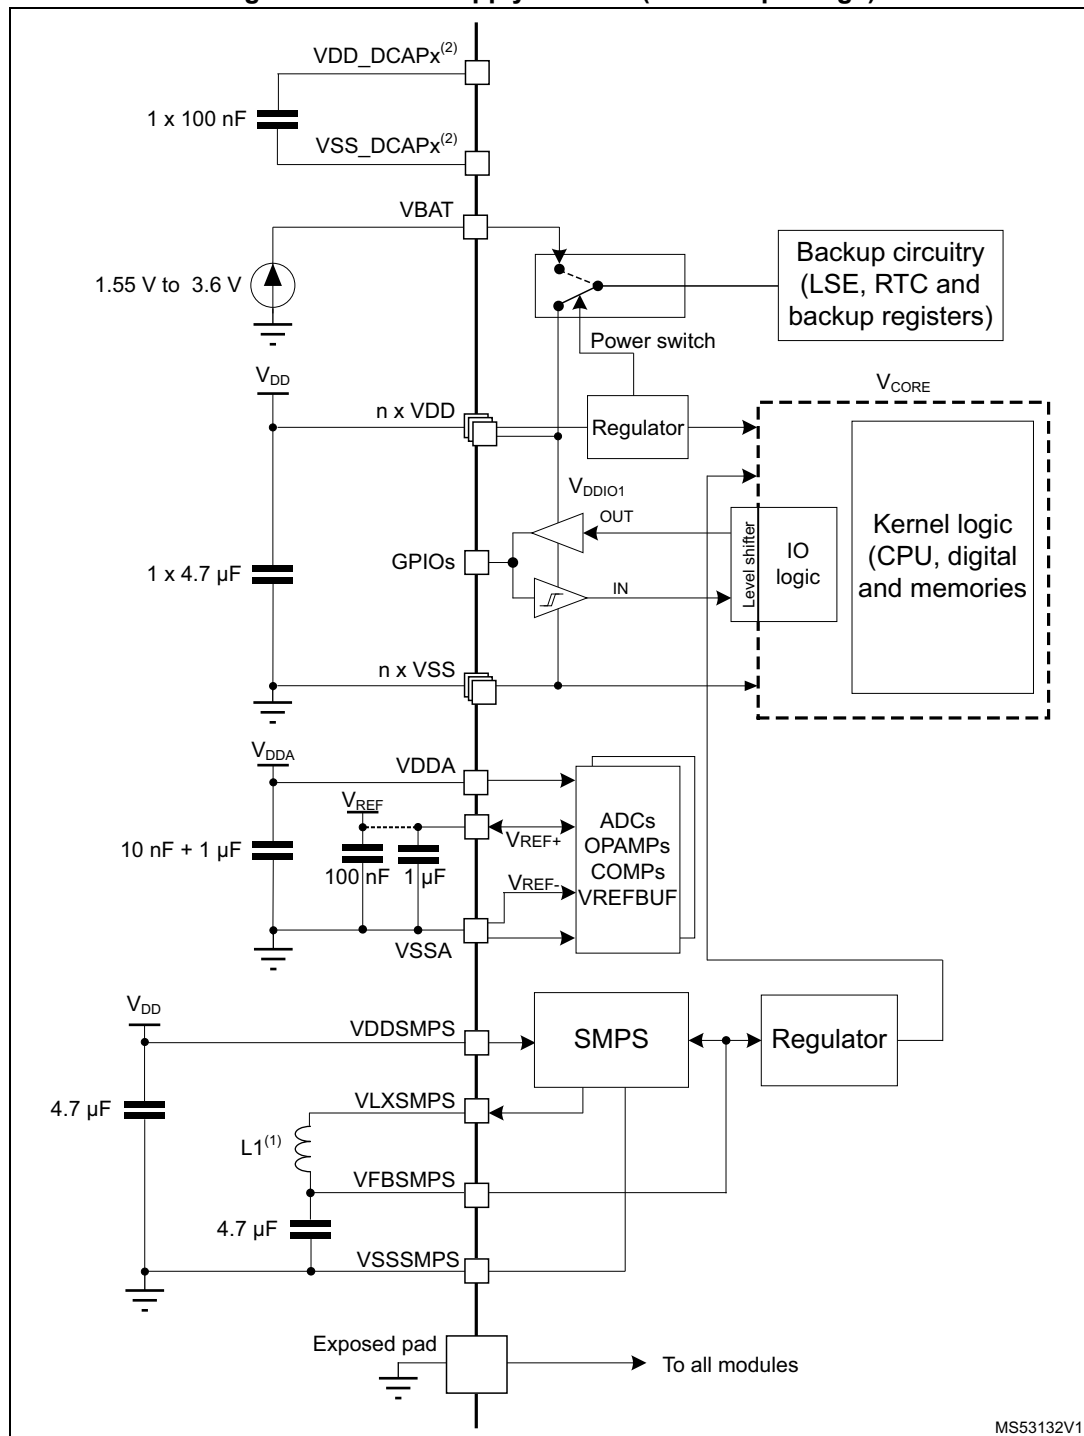 VDD_DCAPx(2)
1 x 100 nF
VSS_DCAPx(2)
VBAT
1.55 V to 3.6 V
Backup circuitry
(LSE, RTC and
backup registers)
Power switch
VDD
n x VDD
Regulator
VCORE
VDDIO1
OUT
GPIOs
IN
Level shifter
IO
logic
Kernel logic
(CPU, digital
and memories
1 x 4.7 µF
n x VSS
VDDA
VDDA
VREF
VREF+
10 nF + 1 µF
100 nF
1 µF
VREF-
ADCs
OPAMPs
COMPs
VREFBUF
VSSA
VDD
VDDSMPS
SMPS
Regulator
4.7 µF
VLXSMPS
L1(1)
VFBSMPS
4.7 µF
VSSSMPS
Exposed pad
To all modules
MS53132V1